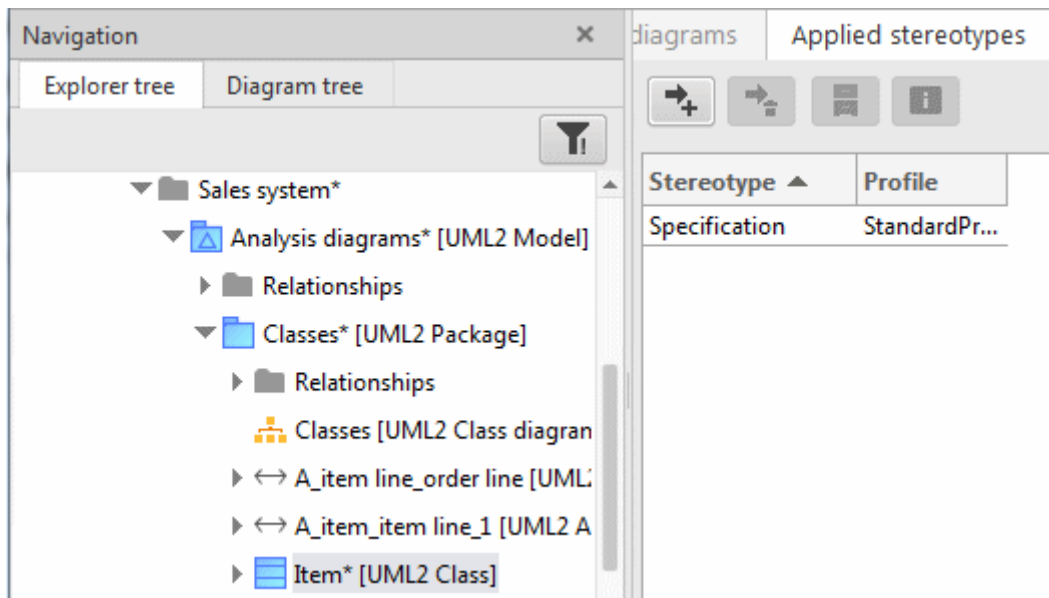 Navigation
Explorer tree
Diagram tree
Sales system*
Analysis diagrams* [UML2 Model]
Relationships
Classes* [UML2 Package]
Relationships
Classes [UML2 Class diagran
A_item line_order line [UML:
A_item_item line_1 [UML2 A
Item* [UML2 Class]
diagrams
Applied stereotypes
Stereotype
Profile
Specification
StandardPr...